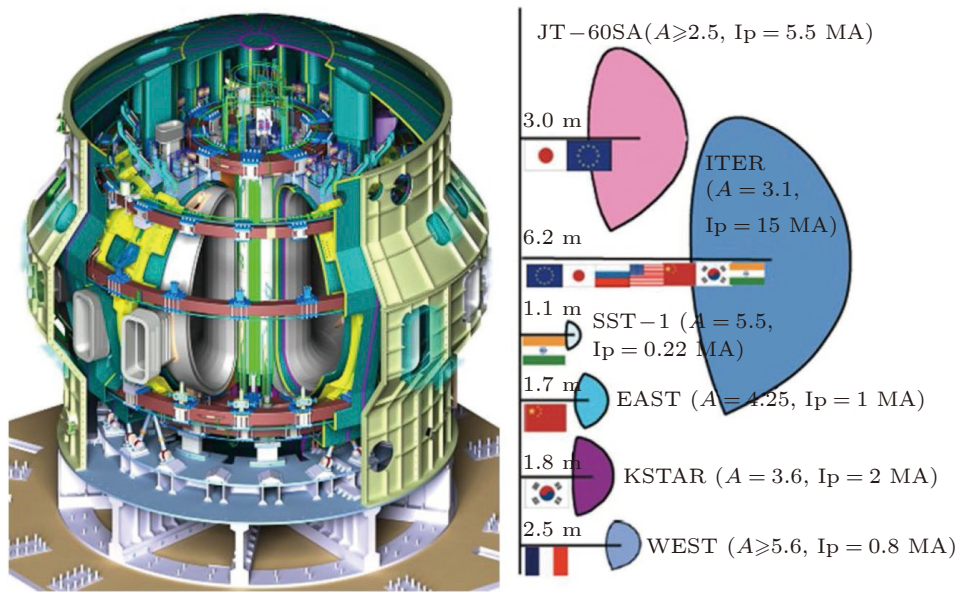 JT-60SA(A⩾2.5, Ip = 5.5 MA)
3.0 m
ITER
(A = 3.1,
Ip = 15 MA)
6.2 m
1.1 m
SST-1 (A = 5.5,
Ip = 0.22 MA)
1.7 m
EAST (A = 4.25, Ip = 1 MA)
1.8 m
KSTAR (A = 3.6, Ip = 2 MA)
2.5 m
WEST (A⩾5.6, Ip = 0.8 MA)